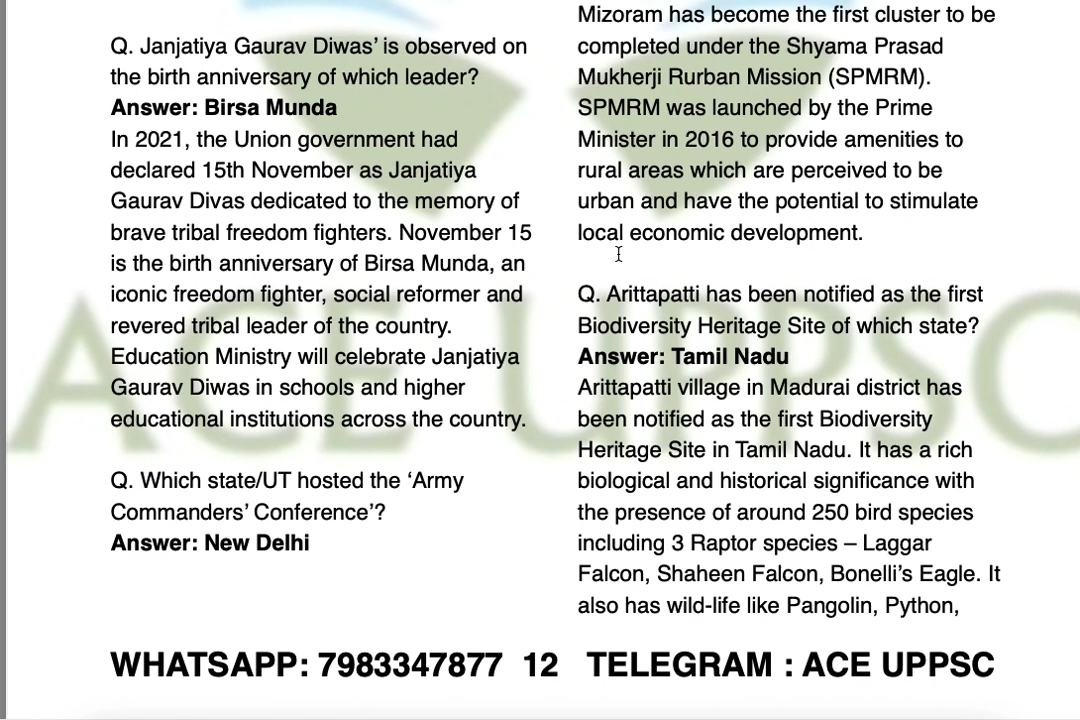 Q. Janjatiya Gaurav Diwas’ is observed on
the birth anniversary of which leader?
Answer: Birsa Munda
In 2021, the Union government had
declared 15th November as Janjatiya
Gaurav Divas dedicated to the memory of
brave tribal freedom fighters. November 15
is the birth anniversary of Birsa Munda, an
iconic freedom fighter, social reformer and
revered tribal leader of the country.
Education Ministry will celebrate Janjatiya
Gaurav Diwas in schools and higher
educational institutions across the country.
Q. Which state/UT hosted the ‘Army
Commanders’ Conference’?
Answer: New Delhi
Mizoram has become the first cluster to be
completed under the Shyama Prasad
Mukherji Rurban Mission (SPMRM).
SPMRM was launched by the Prime
Minister in 2016 to provide amenities to
rural areas which are perceived to be
urban and have the potential to stimulate
local economic development.
Q. Arittapatti has been notified as the first
Biodiversity Heritage Site of which state?
Answer: Tamil Nadu
Arittapatti village in Madurai district has
been notified as the first Biodiversity
Heritage Site in Tamil Nadu. It has a rich
biological and historical significance with
the presence of around 250 bird species
including 3 Raptor species – Laggar
Falcon, Shaheen Falcon, Bonelli’s Eagle. It
also has wild-life like Pangolin, Python,
ACE UPPSC
WHATSAPP: 7983347877 12 TELEGRAM : ACE UPPSC